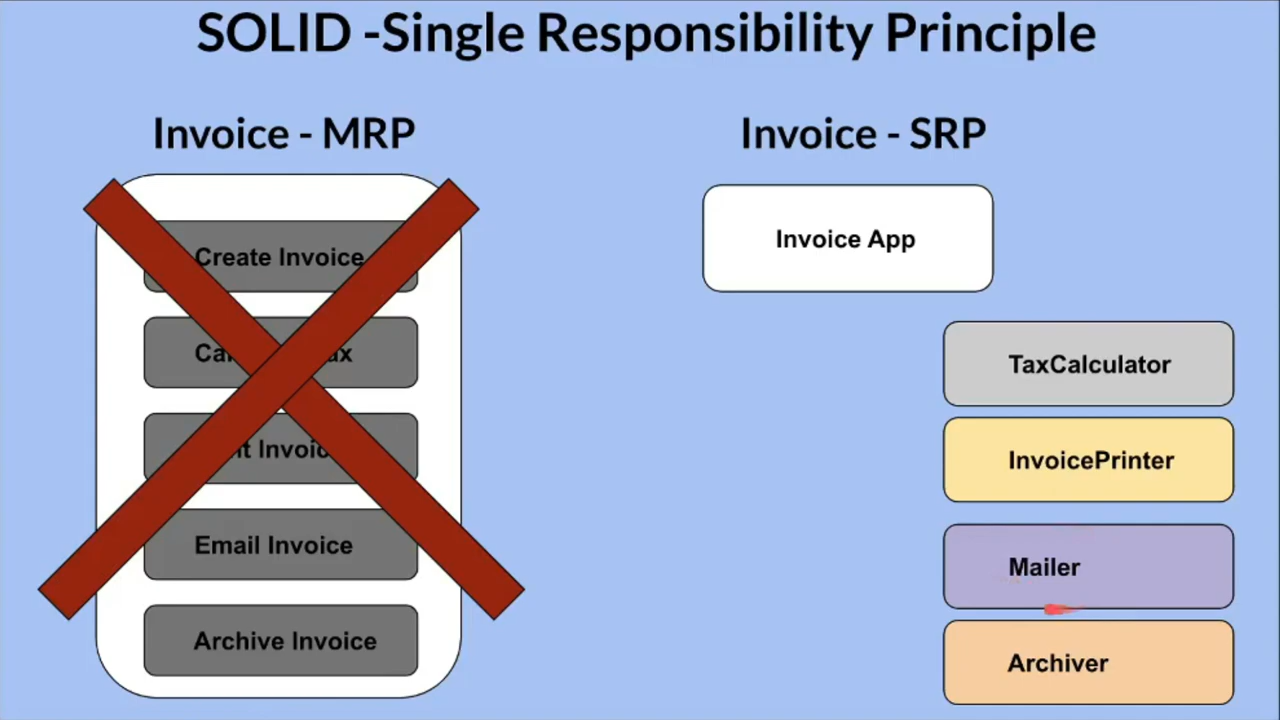 SOLID -Single Responsibility Principle
Invoice - MRP
Create Invoice
Email Invoice
Archive Invoice
Invoice - SRP
Invoice App
TaxCalculator
InvoicePrinter
Mailer
Archiver